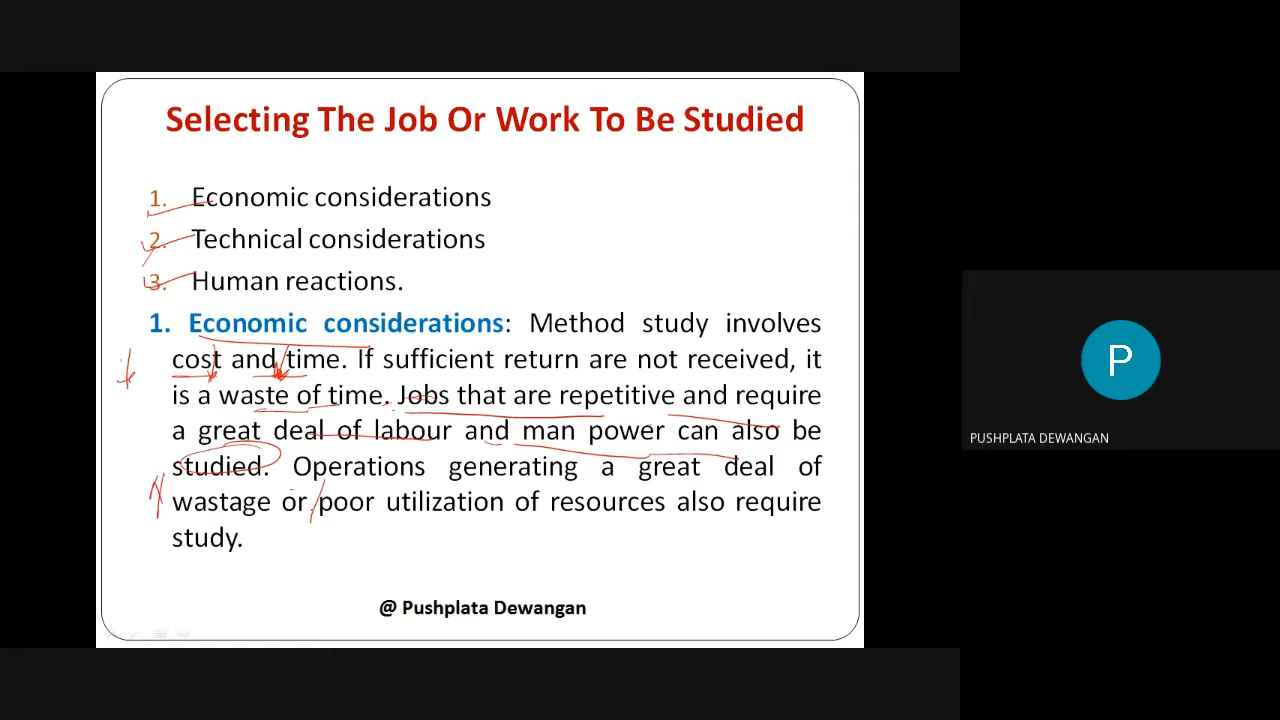 Selecting The Job Or Work To Be Studied
1. Economic considerations
2. Technical considerations
3. Human reactions.
1. Economic considerations: Method study involves
cost and time. If sufficient return are not received, it
is a waste of time. Jobs that are repetitive and require
a great deal of labour and man power can also be
studied. Operations generating a great deal of
wastage or poor utilization of resources also require
study.
@ Pushplata Dewangan
P
PUSHPLATA DEWANGAN